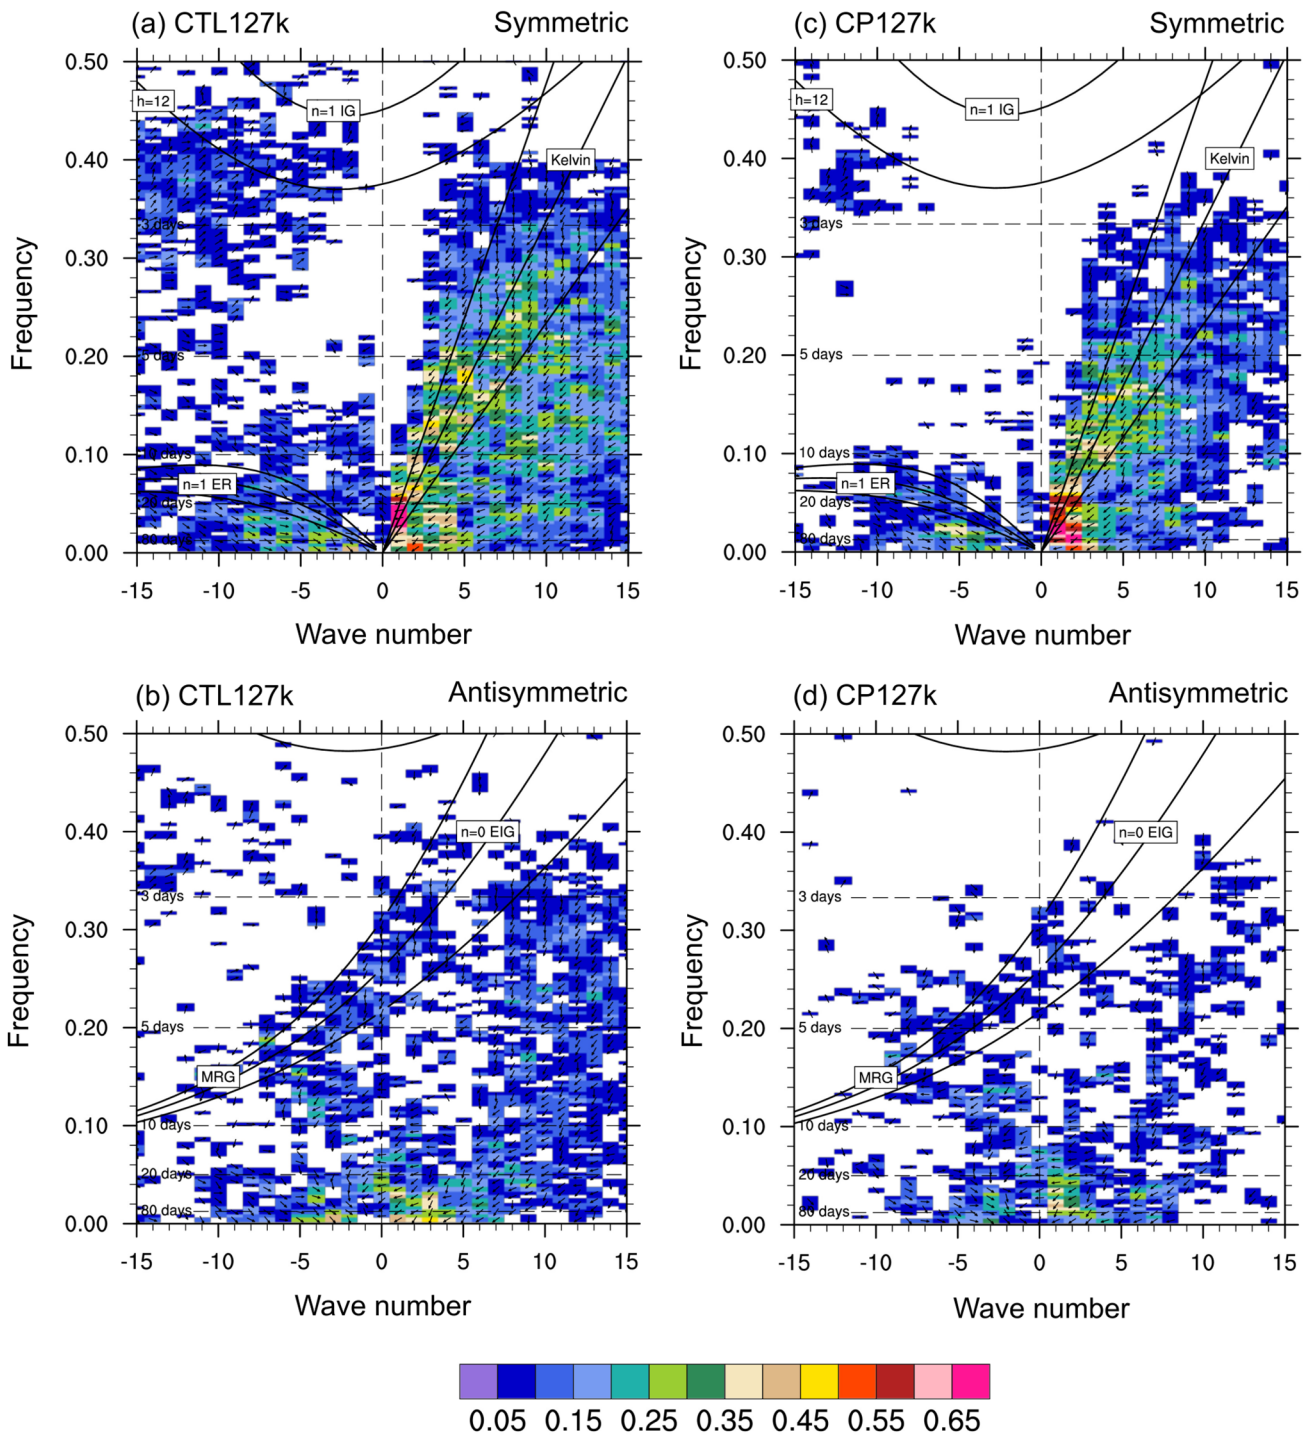 (a) CTL127k Symmetric
0.50
h=12
n=1 IG
0.40
Kelvin
3 days
0.30
Frequency
0.20
5 days
0.10
10 days
n=1 ER
20 days
80 days
0.00
-15 -10 -5 0 5 10 15
Wave number
(c) CP127k Symmetric
0.50
h=12
n=1 IG
0.40
Kelvin
3 days
0.30
Frequency
0.20
5 days
0.10
10 days
n=1 ER
20 days
80 days
0.00
-15 -10 -5 0 5 10 15
Wave number
(b) CTL127k Antisymmetric
0.50
0.40
n=0 EIG
3 days
0.30
Frequency
0.20
5 days
MRG
0.10
10 days
20 days
80 days
0.00
-15 -10 -5 0 5 10 15
Wave number
(d) CP127k Antisymmetric
0.50
0.40
n=0 EIG
3 days
0.30
Frequency
0.20
5 days
MRG
0.10
10 days
20 days
80 days
0.00
-15 -10 -5 0 5 10 15
Wave number
0.05 0.15 0.25 0.35 0.45 0.55 0.65